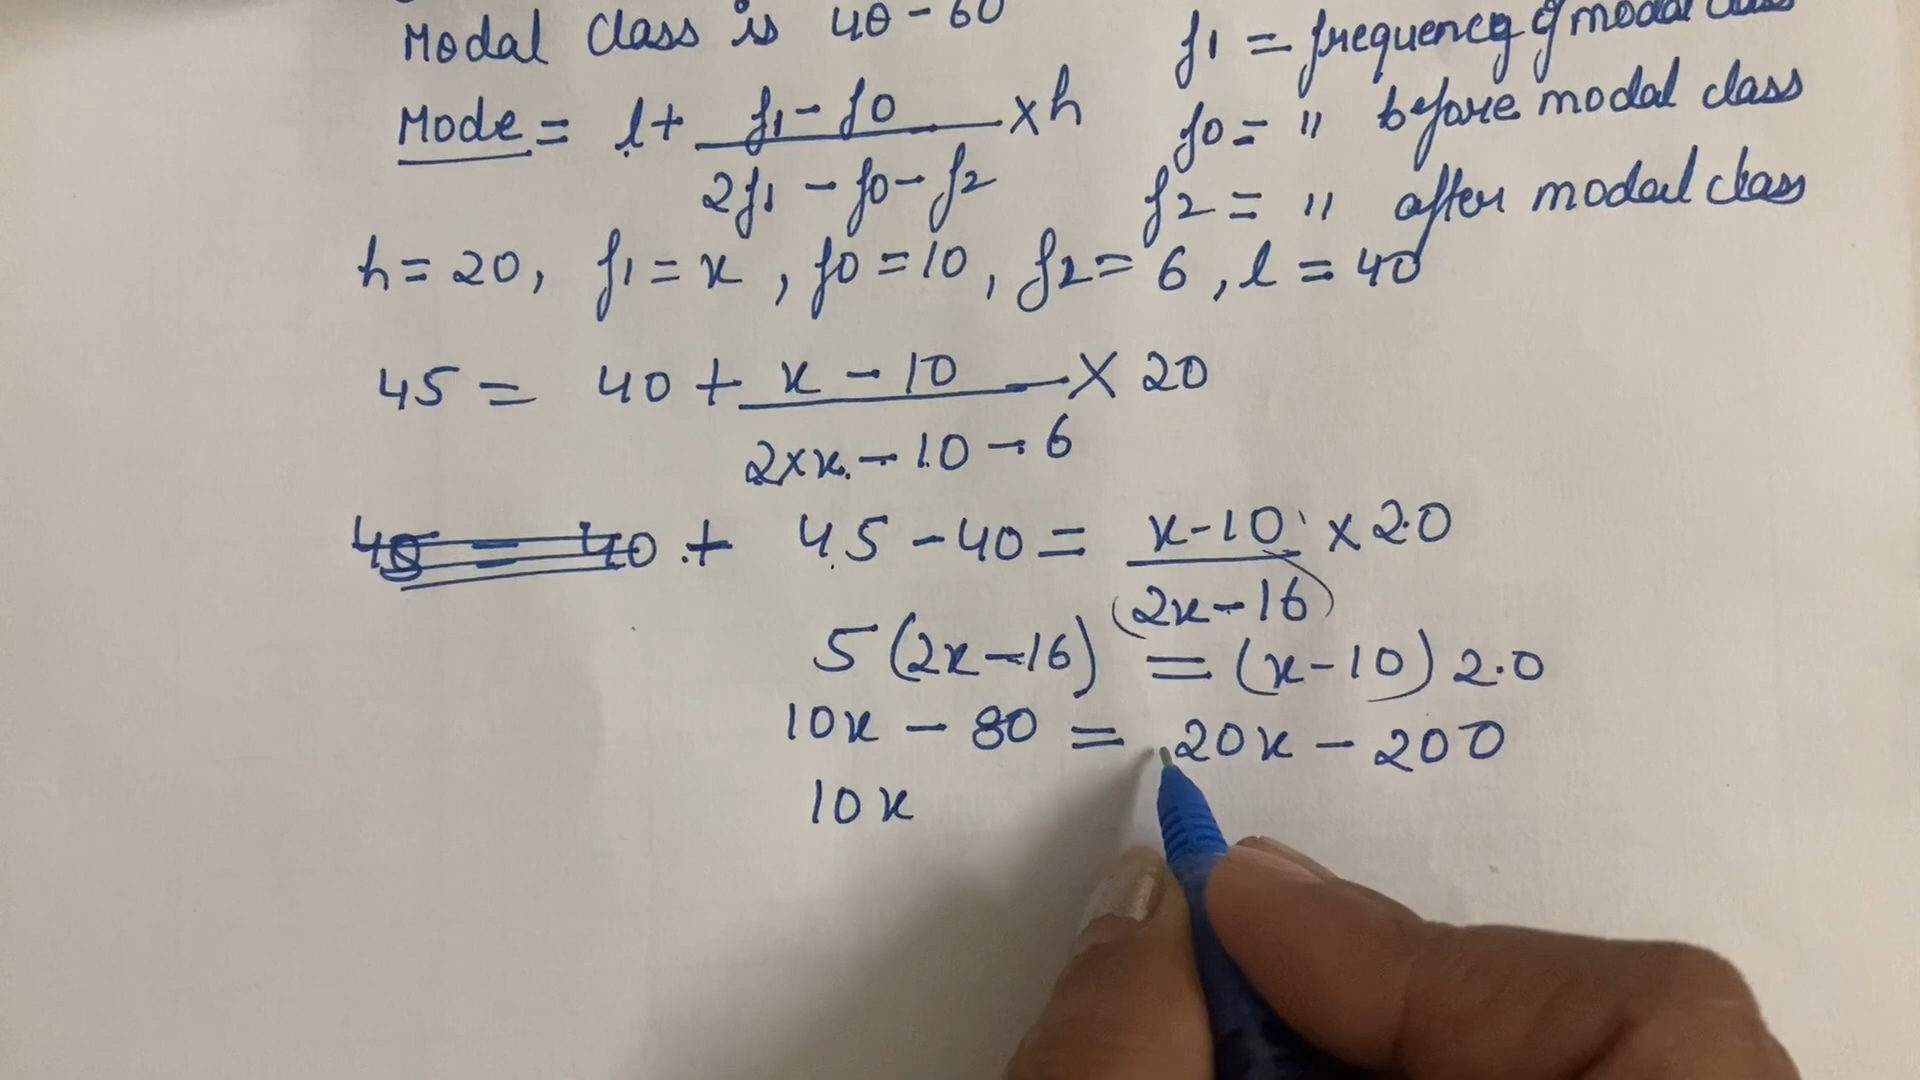 Modal Class is 40 - 60
f1 = frequency of modal class
Mode = l + f1 - f0 / 2f1 - f0 - f2 × h
f0 = " before modal class
f2 = " after modal class
h = 20, f1 = x, f0 = 10, f2 = 6, l = 40
45 = 40 + x - 10 / 2×x - 10 - 6 × 20
45 - 40 = x - 10 / (2x - 16) × 20
5 (2x - 16) = (x - 10) 20
10x - 80 = 20x - 200
10x